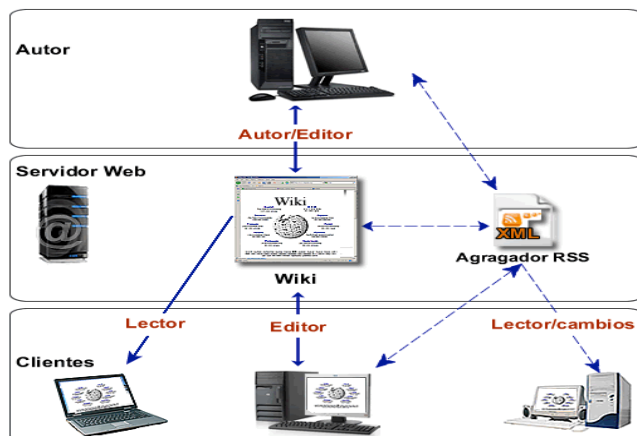 Autor
Autor/Editor
Servidor Web
@
Wiki
XML
Agragador RSS
Wiki
Lector
Editor
Lector/cambios
Clientes